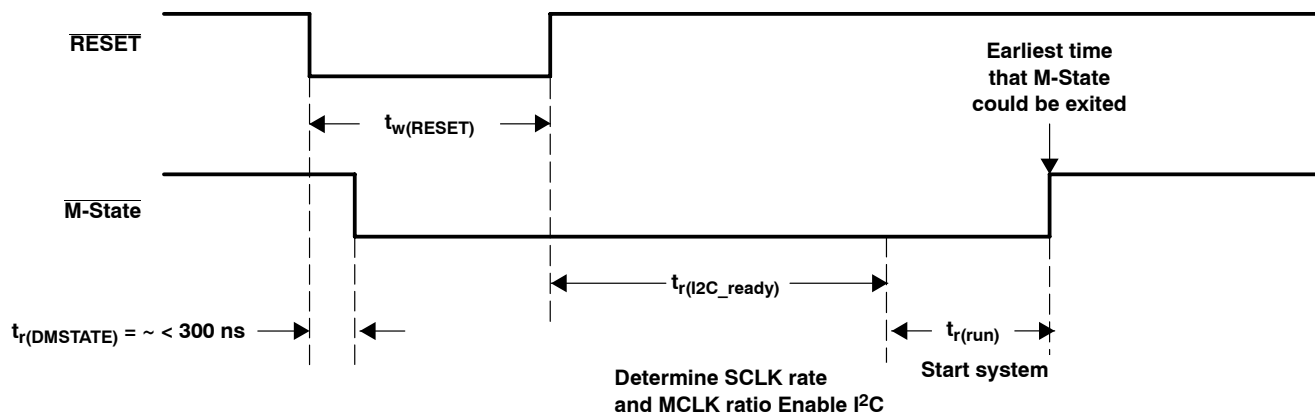 RESET
Earliest time
that M-State
could be exited
tw(RESET)
M-State
tr(I2C_ready)
tr(DMSTATE) = ~ < 300 ns
tr(run)
Start system
Determine SCLK rate
and MCLK ratio Enable I²C